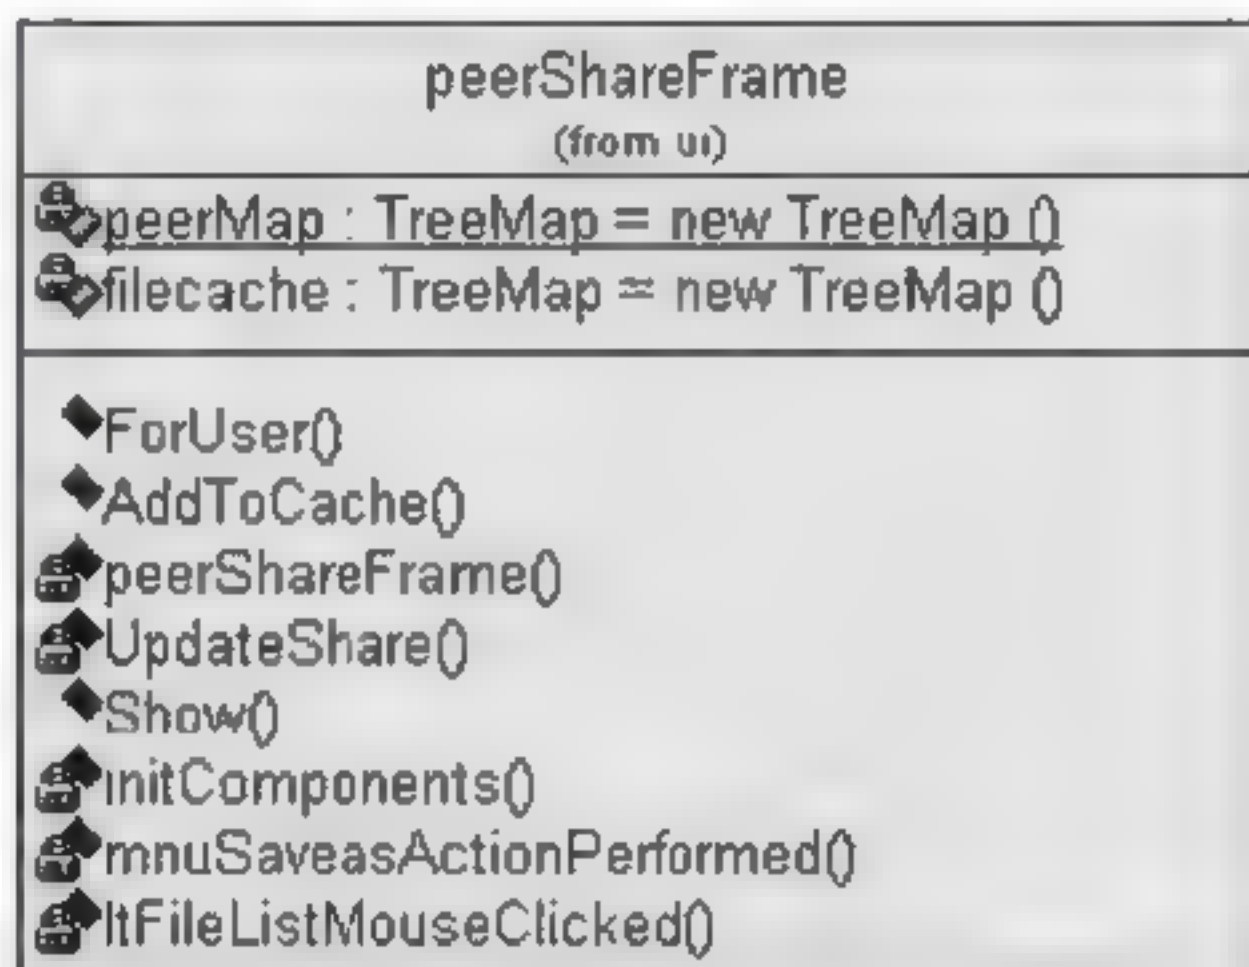 peerShareFrame
(from ui)
peerMap : TreeMap = new TreeMap ()
filecache : TreeMap = new TreeMap ()
ForUser()
AddToCache()
peerShareFrame()
UpdateShare()
Show()
initComponents()
mnuSaveasActionPerformed()
ltFileListMouseClicked()